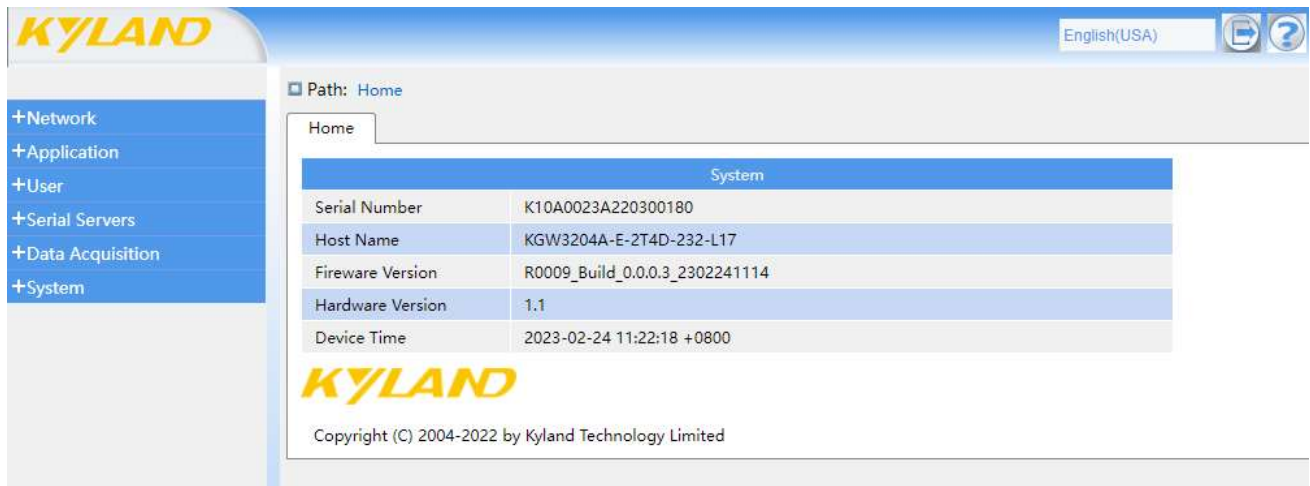 KYLAND
English(USA)
Path: Home
+Network
+Application
+User
+Serial Servers
+Data Acquisition
+System
Home
System
Serial Number K10A0023A220300180
Host Name KGW3204A-E-2T4D-232-L17
Fireware Version R0009_Build_0.0.0.3_2302241114
Hardware Version 1.1
Device Time 2023-02-24 11:22:18 +0800
KYLAND
Copyright (C) 2004-2022 by Kyland Technology Limited